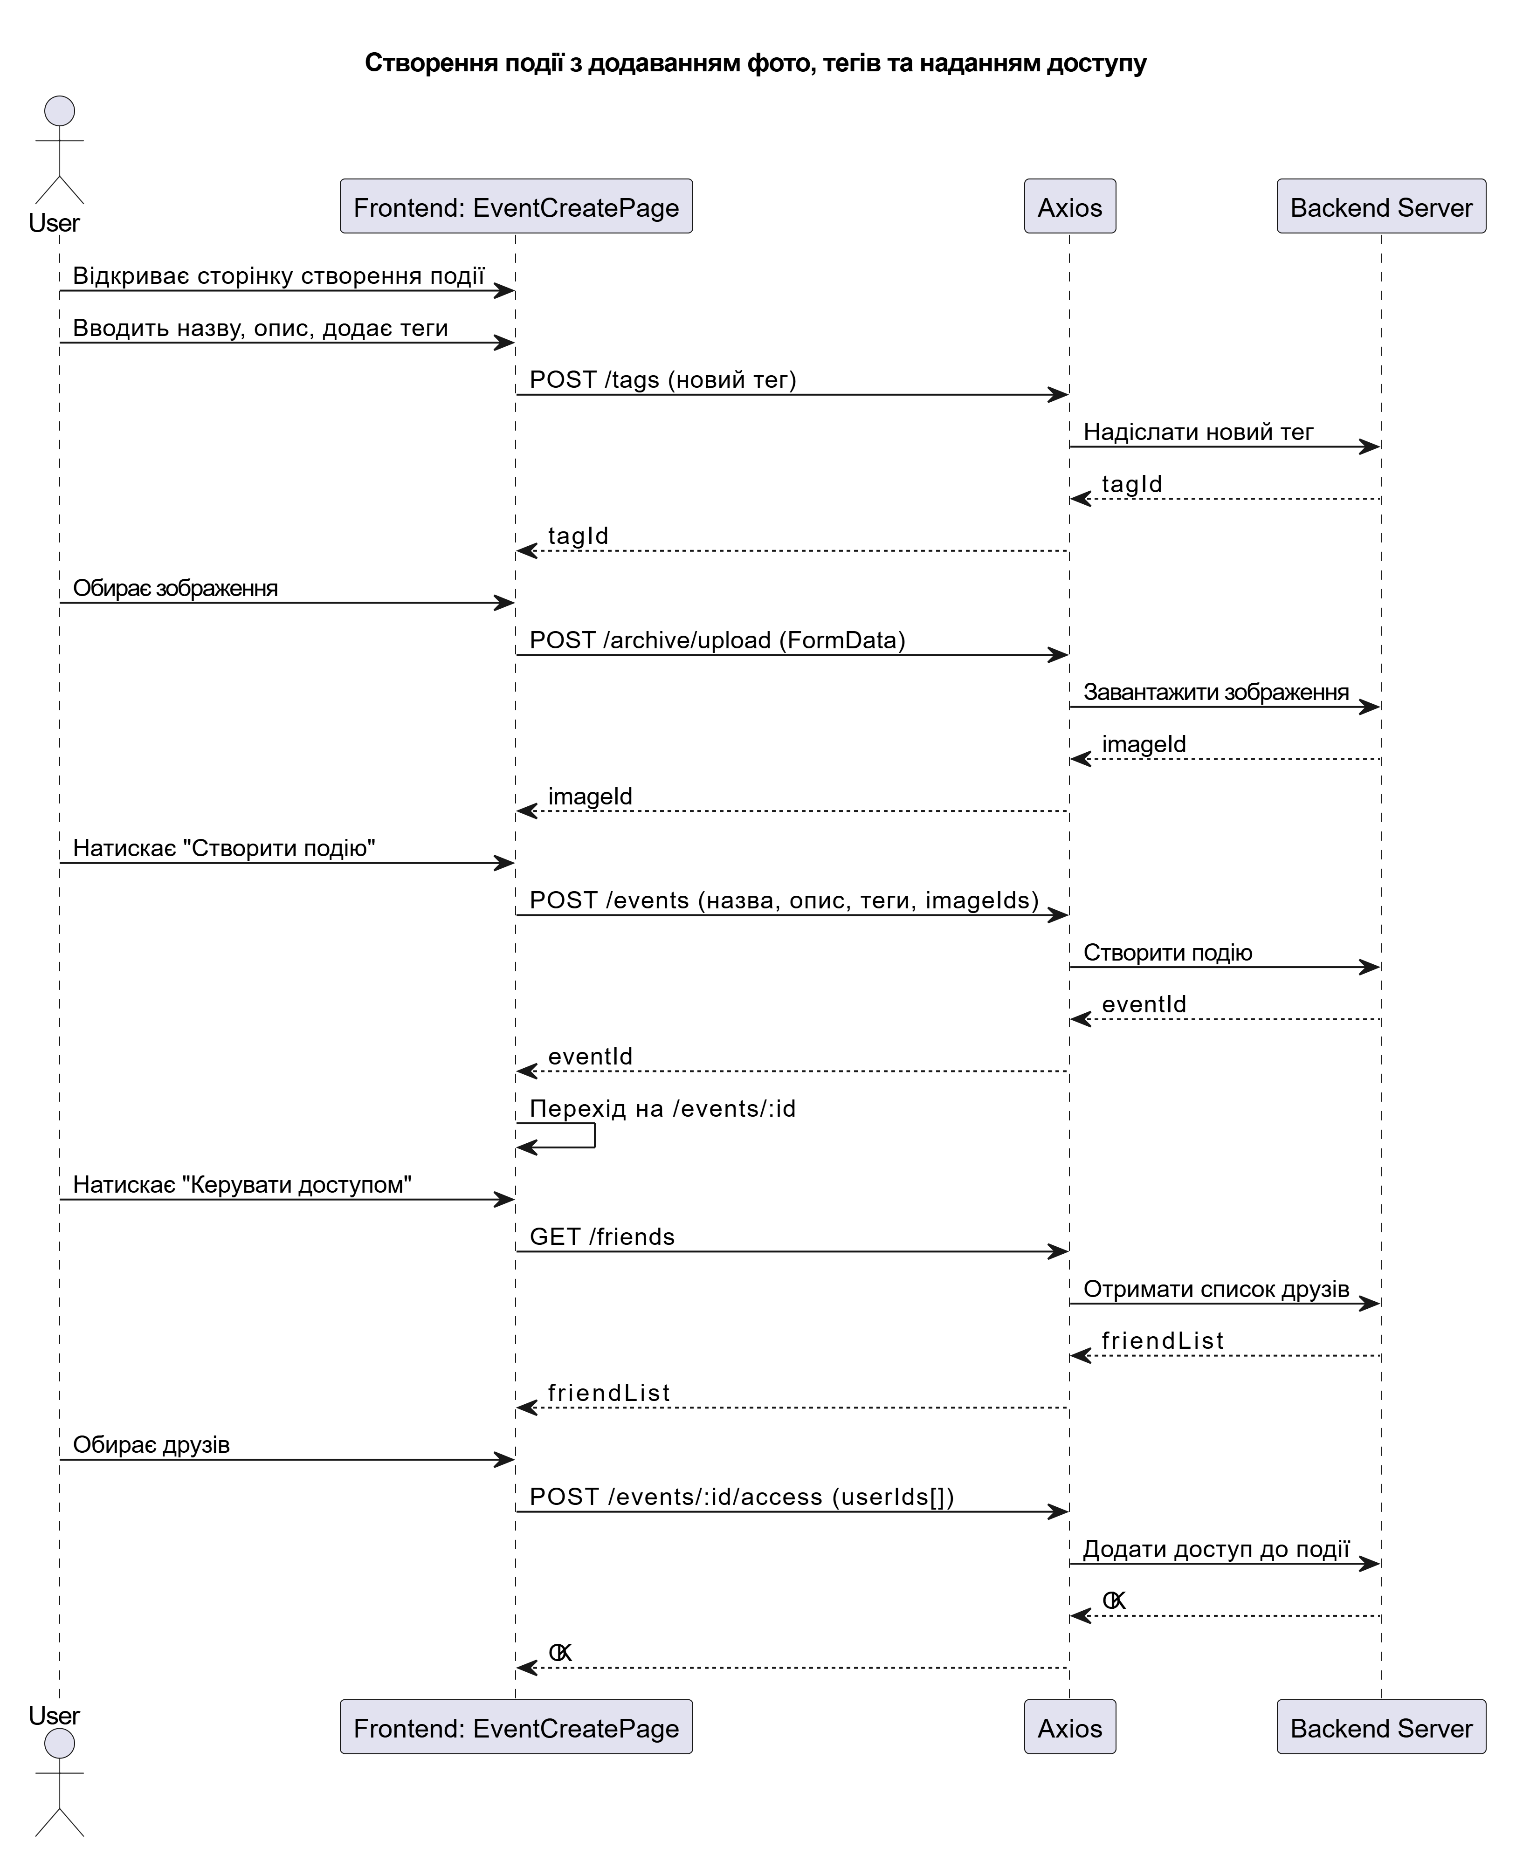 Створення події з додаванням фото, тегів та наданням доступу
User
Frontend: EventCreatePage
Axios
Backend Server
Відкриває сторінку створення події
Вводить назву, опис, додає теги
POST /tags (новий тег)
Надіслати новий тег
tagId
tagId
Обирає зображення
POST /archive/upload (FormData)
Завантажити зображення
imageId
imageId
Натискає "Створити подію"
POST /events (назва, опис, теги, imageIds)
Створити подію
eventId
eventId
Перехід на /events/:id
Натискає "Керувати доступом"
GET /friends
Отримати список друзів
friendList
friendList
Обирає друзів
POST /events/:id/access (userIds[])
Додати доступ до події
OK
OK
User
Frontend: EventCreatePage
Axios
Backend Server